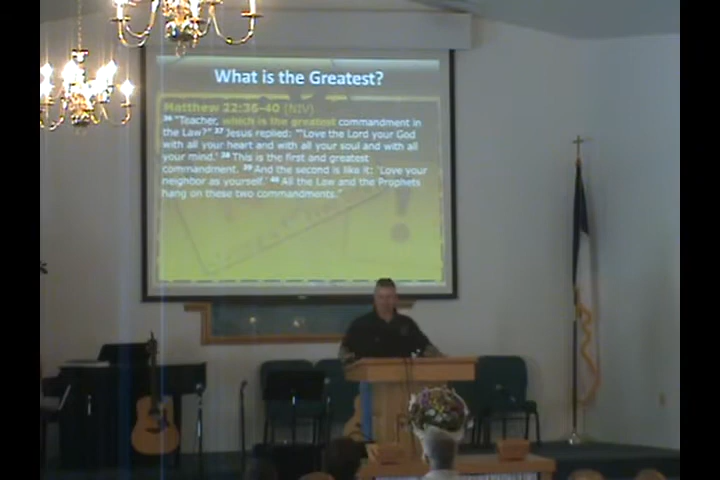 What is the Greatest?
Matthew 22:36-40 (NIV)
36 "Teacher, which is the greatest commandment in
the Law?" 37 Jesus replied: "'Love the Lord your God
with all your heart and with all your soul and with all
your mind.' 38 This is the first and greatest
commandment. 39 And the second is like it: 'Love your
neighbor as yourself.' 40 All the Law and the Prophets
hang on these two commandments."